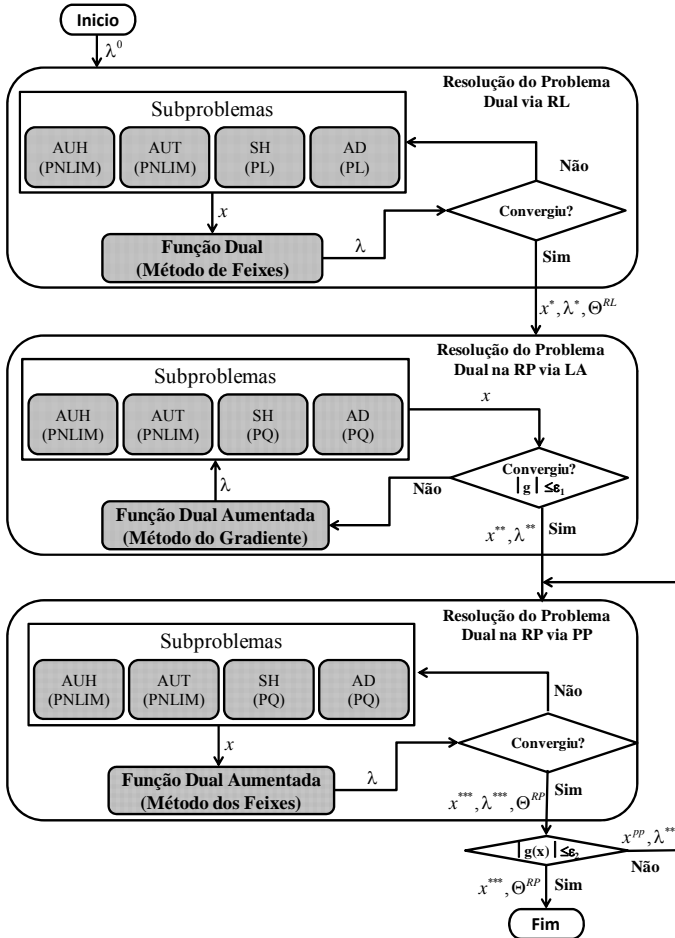 Inicio
λ⁰
Resolução do Problema
Dual via RL
Subproblemas
AUH
(PNLIM)
AUT
(PNLIM)
SH
(PL)
AD
(PL)
Não
Convergiu?
x
λ
Função Dual
(Método de Feixes)
Sim
x*, λ*, Θ^RL
Resolução do Problema
Dual na RP via LA
Subproblemas
AUH
(PNLIM)
AUT
(PNLIM)
SH
(PQ)
AD
(PQ)
x
Convergiu?
|g| ≤ε₁
Não
λ
Função Dual Aumentada
(Método do Gradiente)
x**, λ**
Sim
Resolução do Problema
Dual na RP via PP
Subproblemas
AUH
(PNLIM)
AUT
(PNLIM)
SH
(PQ)
AD
(PQ)
Não
Convergiu?
x
λ
Função Dual Aumentada
(Método dos Feixes)
Sim
x***, λ***, Θ^RP
|g(x)| ≤ε₂
x^pp, λ**
Não
x***, Θ^RP
Sim
Fim